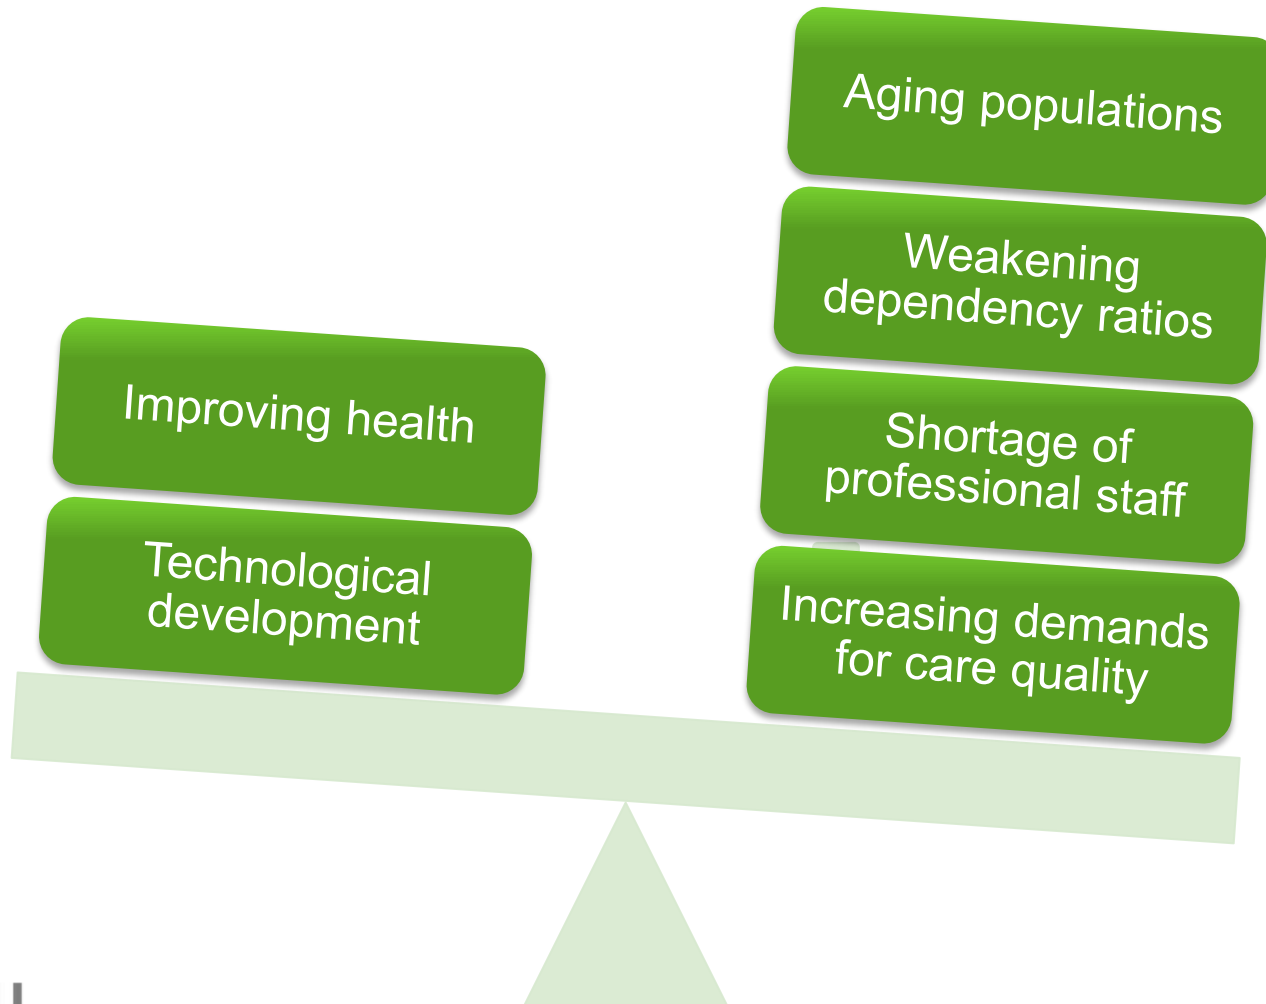 Improving health
Technological
development
Aging populations
Weakening
dependency ratios
Shortage of
professional staff
Increasing demands
for care quality